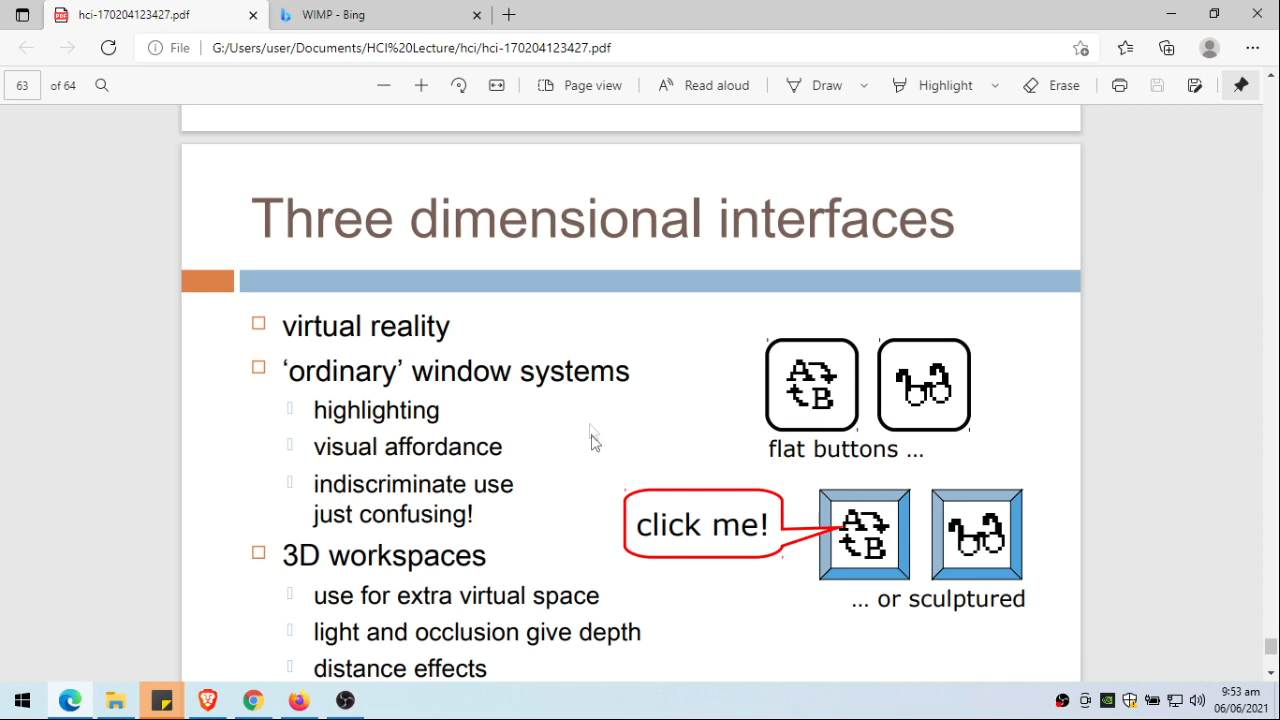 hci-170204123427.pdf
WIMP - Bing
File
G:/Users/user/Documents/HCI%20Lecture/hci/hci-170204123427.pdf
63 of 64
Page view
Read aloud
Draw
Highlight
Erase
Three dimensional interfaces
virtual reality
‘ordinary’ window systems
highlighting
visual affordance
indiscriminate use
just confusing!
3D workspaces
use for extra virtual space
light and occlusion give depth
distance effects
A
B
flat buttons ...
click me!
A
B
... or sculptured
9:53 am
06/06/2021